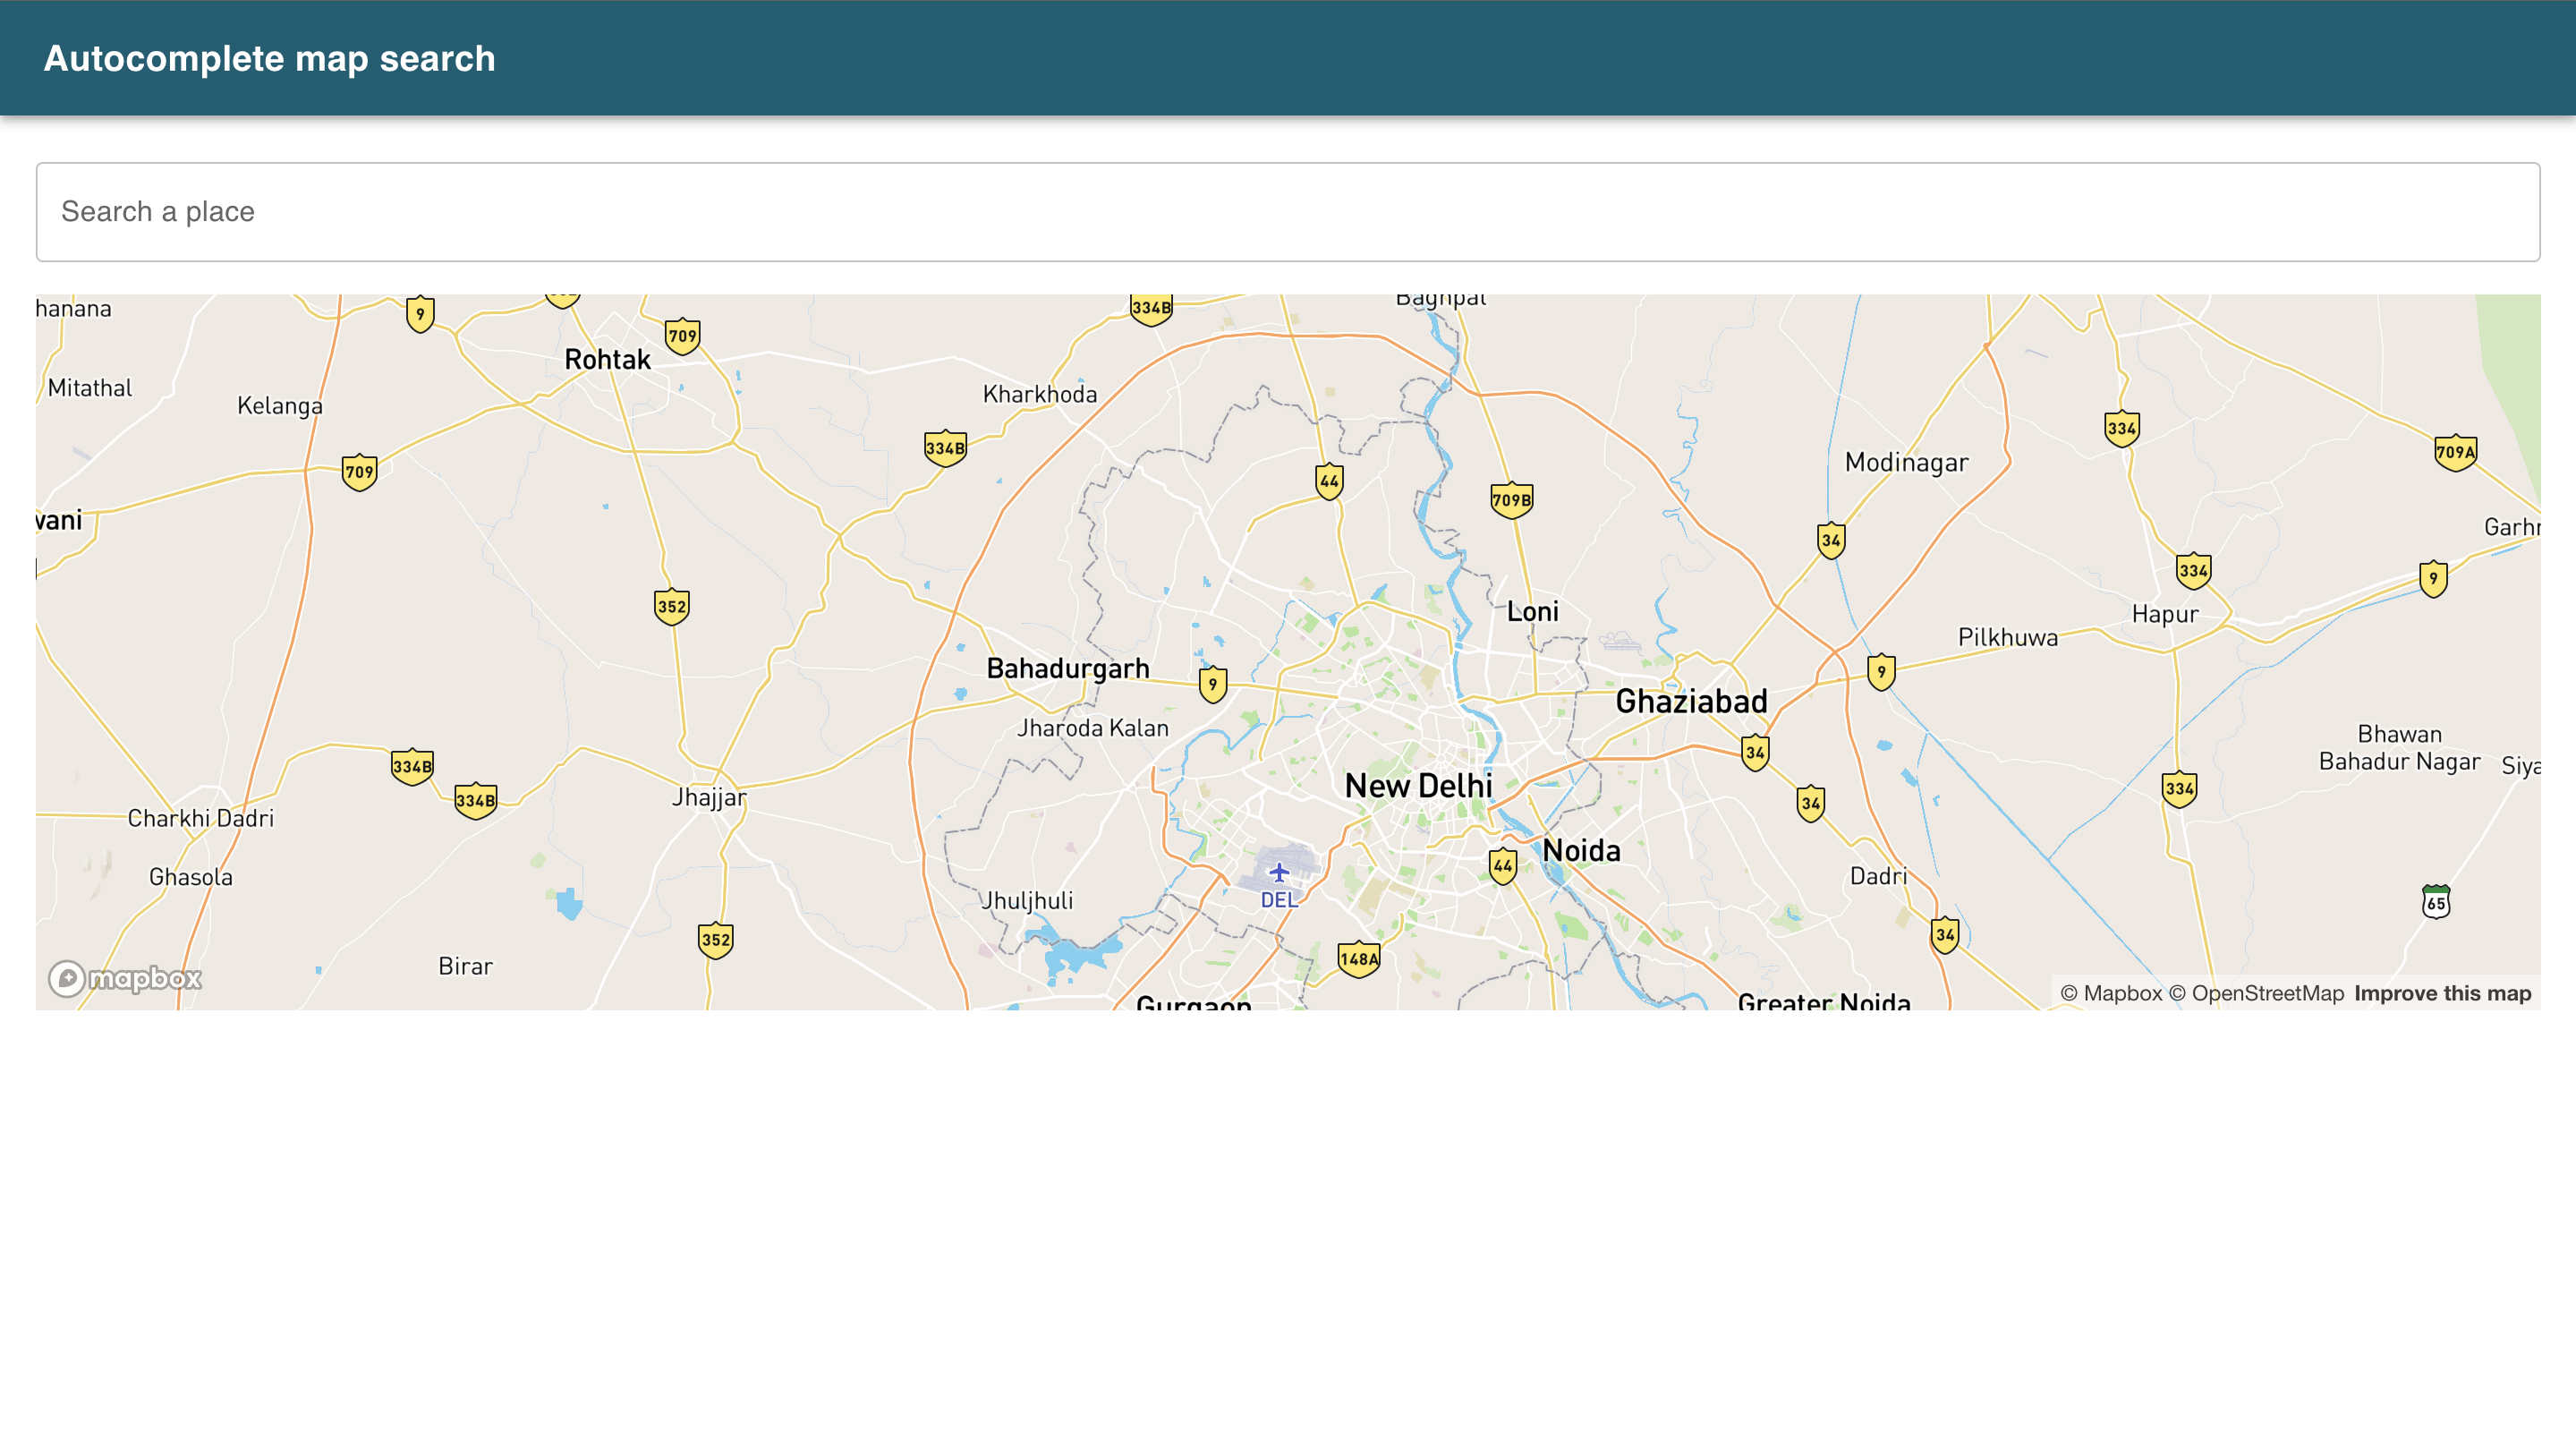 Autocomplete map search
Search a place
hanana
9
709
334B
Baghpat
Rohtak
Mitathal
Kelanga
Kharkhoda
334
334B
709A
Modinagar
709
44
709B
vani
34
Garhr
334
9
352
Loni
Hapur
Pilkhuwa
Bahadurgarh
9
9
Ghaziabad
Jharoda Kalan
Bhawan
Bahadur Nagar
Siya
34
334B
New Delhi
334
334B
Jhajjar
34
Charkhi Dadri
Noida
44
Ghasola
Dadri
DEL
Jhuljhuli
65
352
34
148A
Birar
mapbox
© Mapbox © OpenStreetMap Improve this map
Gurgaon
Greater Noida